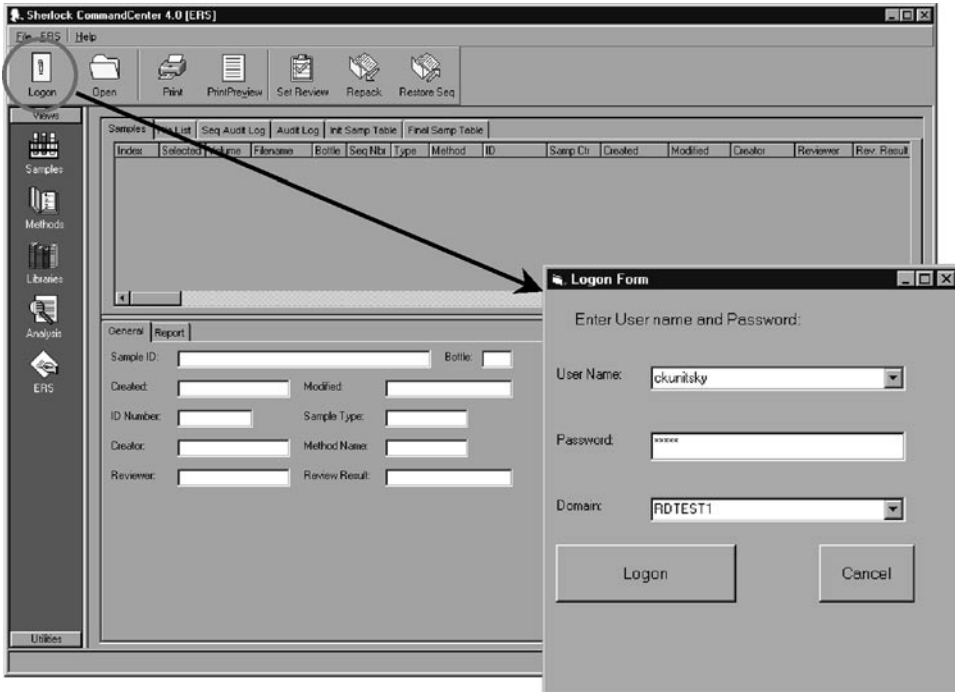 Sherlock CommandCenter 4.0 [ERS]
File ERS Help
Logon Open Print PrintPreview Set Review Repack Restore Seq
Views
Samples
Methods
Libraries
Analysis
ERS
Utilities
Samples List Seq Audit Log Audit Log Init Samp Table Final Samp Table
Index Selected Volume Filename Bottle Seq Nbr Type Method ID Samp Ctr Created Modified Creator Reviewer Rev. Result
General Report
Sample ID: Bottle:
Created: Modified:
ID Number: Sample Type:
Creator: Method Name:
Reviewer: Review Result:
Logon Form
Enter User name and Password:
User Name: ckunitsky
Password: *****
Domain: RDTEST1
Logon Cancel